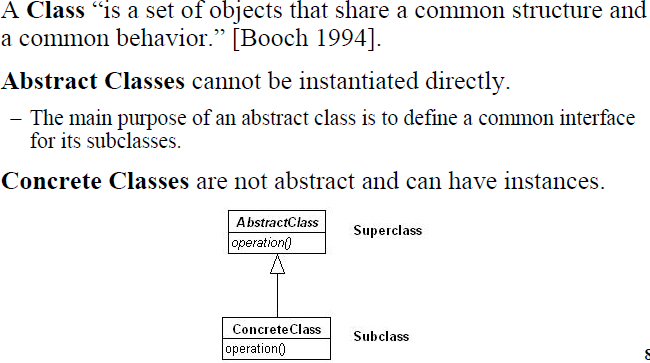 A Class “is a set of objects that share a common structure and
a common behavior.” [Booch 1994].
Abstract Classes cannot be instantiated directly.
– The main purpose of an abstract class is to define a common interface
for its subclasses.
Concrete Classes are not abstract and can have instances.
AbstractClass
operation()
Superclass
ConcreteClass
operation()
Subclass
8